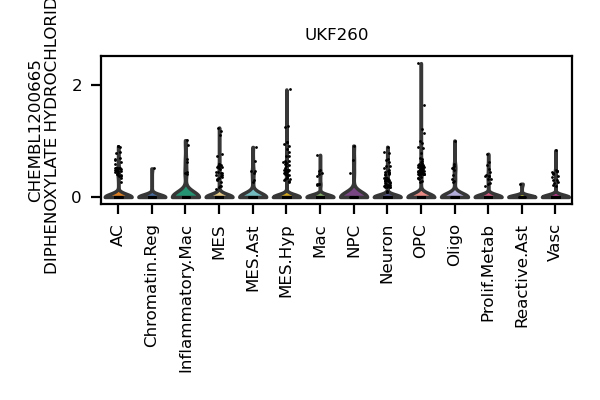 UKF260
CHEMBL1200665
DIPHENOXYLATE HYDROCHLORID
2
0
AC
Chromatin.Reg
Inflammatory.Mac
MES
MES.Ast
MES.Hyp
Mac
NPC
Neuron
OPC
Oligo
Prolif.Metab
Reactive.Ast
Vasc